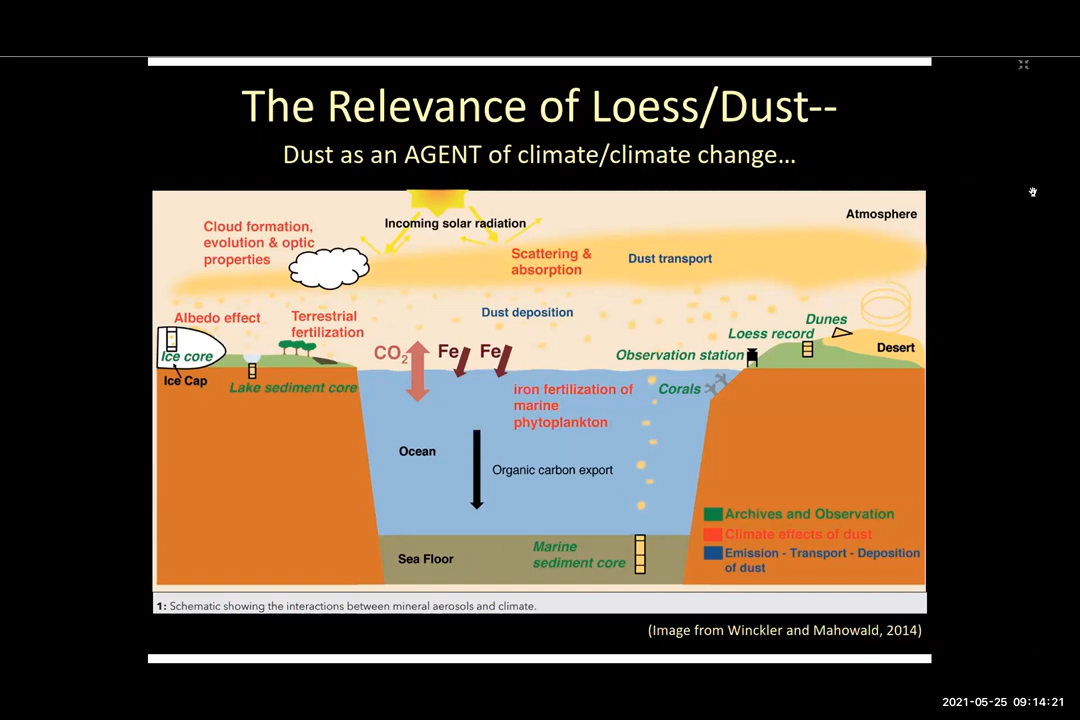 The Relevance of Loess/Dust--
Dust as an AGENT of climate/climate change…
Incoming solar radiation
Atmosphere
Cloud formation,
evolution & optic
properties
Scattering &
absorption
Dust transport
Dust deposition
Albedo effect
Terrestrial
fertilization
Dunes
Loess record
Desert
Ice core
Ice Cap
Lake sediment core
CO2
Fe
Fe
Observation station
Corals
iron fertilization of
marine
phytoplankton
Ocean
Organic carbon export
Archives and Observation
Climate effects of dust
Emission - Transport - Deposition
of dust
Sea Floor
Marine
sediment core
1: Schematic showing the interactions between mineral aerosols and climate.
(Image from Winckler and Mahowald, 2014)
2021-05-25 09:14:21